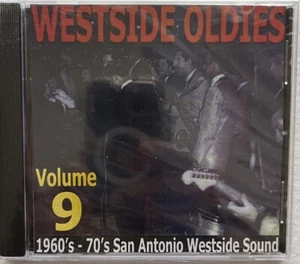 WESTSIDE OLDIES
Volume
9
1960's - 70's San Antonio Westside Sound